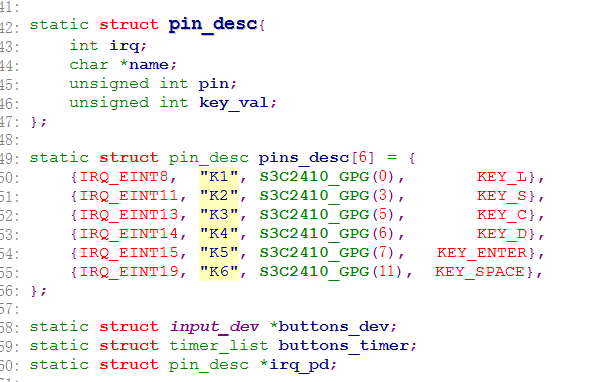 41:
42: static struct pin_desc{
43:     int irq;
44:     char *name;
45:     unsigned int pin;
46:     unsigned int key_val;
47: };
48:
49: static struct pin_desc pins_desc[6] = {
50:     {IRQ_EINT8,  "K1", S3C2410_GPG(0),       KEY_L},
51:     {IRQ_EINT11, "K2", S3C2410_GPG(3),       KEY_S},
52:     {IRQ_EINT13, "K3", S3C2410_GPG(5),       KEY_C},
53:     {IRQ_EINT14, "K4", S3C2410_GPG(6),       KEY_D},
54:     {IRQ_EINT15, "K5", S3C2410_GPG(7),   KEY_ENTER},
55:     {IRQ_EINT19, "K6", S3C2410_GPG(11),  KEY_SPACE},
56: };
57:
58: static struct input_dev *buttons_dev;
59: static struct timer_list buttons_timer;
60: static struct pin_desc *irq_pd;